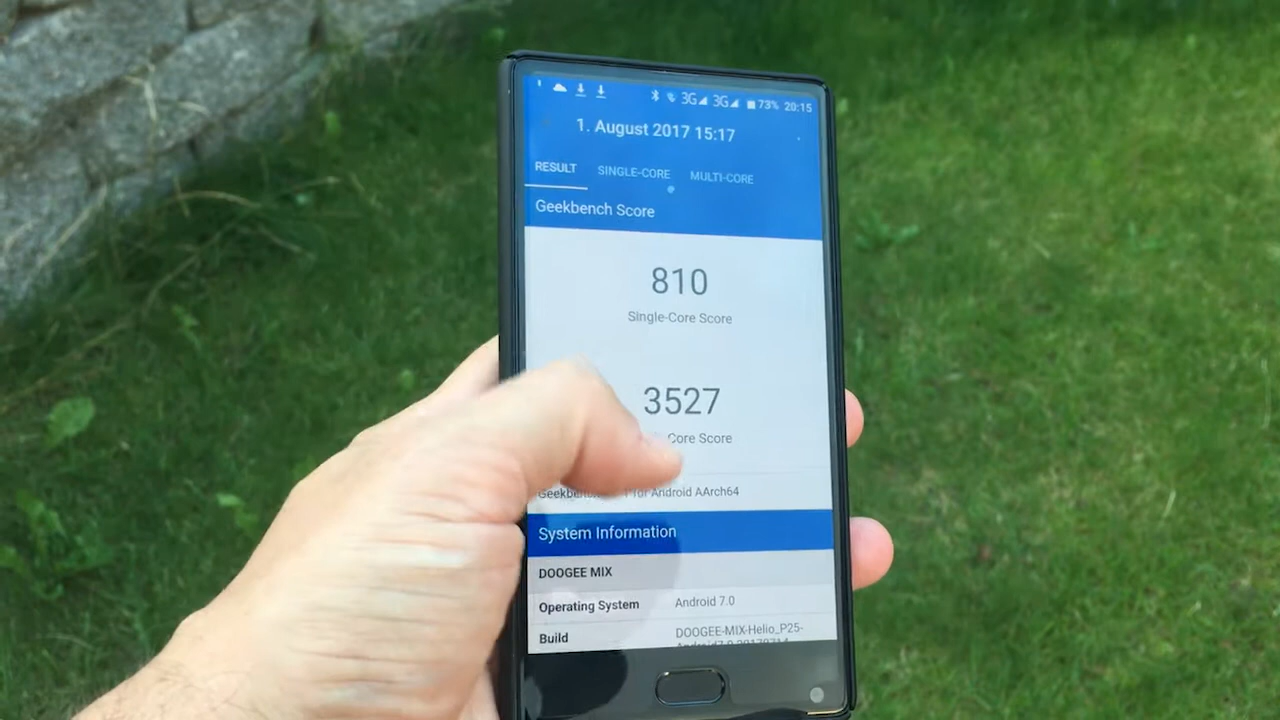 3G 3G 73% 20:15
1. August 2017 15:17
RESULT SINGLE-CORE MULTI-CORE
Geekbench Score
810
Single-Core Score
3527
Core Score
for Android AArch64
System Information
DOOGEE MIX
Operating System Android 7.0
Build DOOGEE-MIX-Helio_P25-